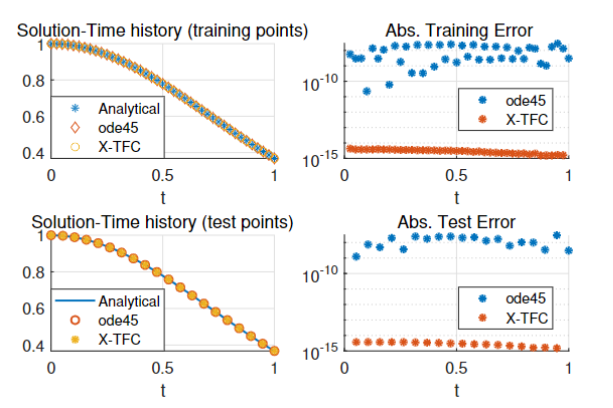 Solution-Time history (training points)
1
0.8
0.6
0.4
Analytical
ode45
X-TFC
0
0.5
1
t
Abs. Training Error
10-10
10-15
ode45
X-TFC
0
0.5
1
t
Solution-Time history (test points)
1
0.8
0.6
0.4
Analytical
ode45
X-TFC
0
0.5
1
t
Abs. Test Error
10-10
10-15
ode45
X-TFC
0
0.5
1
t